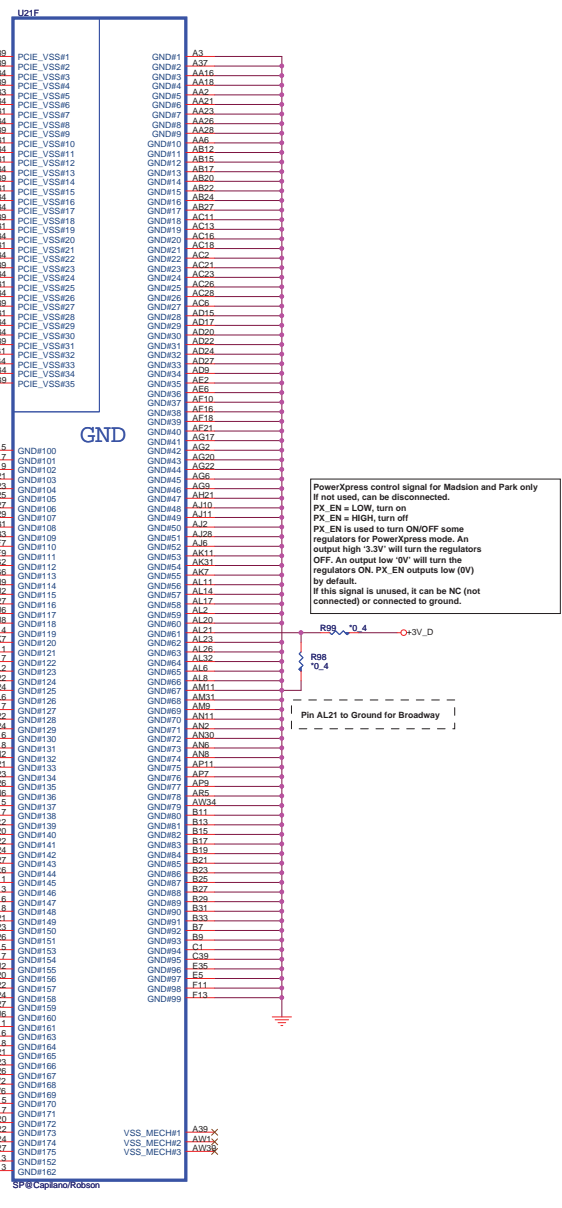 U21F
PCIE_VSS#1
PCIE_VSS#2
PCIE_VSS#3
PCIE_VSS#4
PCIE_VSS#5
PCIE_VSS#6
PCIE_VSS#7
PCIE_VSS#8
PCIE_VSS#9
PCIE_VSS#10
PCIE_VSS#11
PCIE_VSS#12
PCIE_VSS#13
PCIE_VSS#14
PCIE_VSS#15
PCIE_VSS#16
PCIE_VSS#17
PCIE_VSS#18
PCIE_VSS#19
PCIE_VSS#20
PCIE_VSS#21
PCIE_VSS#22
PCIE_VSS#23
PCIE_VSS#24
PCIE_VSS#25
PCIE_VSS#26
PCIE_VSS#27
PCIE_VSS#28
PCIE_VSS#29
PCIE_VSS#30
PCIE_VSS#31
PCIE_VSS#32
PCIE_VSS#33
PCIE_VSS#34
PCIE_VSS#35
GND
GND#100
GND#101
GND#102
GND#103
GND#104
GND#105
GND#106
GND#107
GND#108
GND#109
GND#110
GND#111
GND#112
GND#113
GND#114
GND#115
GND#116
GND#117
GND#118
GND#119
GND#120
GND#121
GND#122
GND#123
GND#124
GND#125
GND#126
GND#127
GND#128
GND#129
GND#130
GND#131
GND#132
GND#133
GND#134
GND#135
GND#136
GND#137
GND#138
GND#139
GND#140
GND#141
GND#142
GND#143
GND#144
GND#145
GND#146
GND#147
GND#148
GND#149
GND#150
GND#151
GND#153
GND#154
GND#155
GND#156
GND#157
GND#158
GND#159
GND#160
GND#161
GND#163
GND#164
GND#165
GND#166
GND#167
GND#168
GND#169
GND#170
GND#171
GND#172
GND#173
GND#174
GND#175
GND#152
GND#162
GND#1 A3
GND#2 A37
GND#3 AA16
GND#4 AA18
GND#5 AA2
GND#6 AA21
GND#7 AA23
GND#8 AA26
GND#9 AA28
GND#10 AA6
GND#11 AB12
GND#12 AB15
GND#13 AB17
GND#14 AB20
GND#15 AB22
GND#16 AB24
GND#17 AB27
GND#18 AC11
GND#19 AC13
GND#20 AC16
GND#21 AC18
GND#22 AC2
GND#23 AC21
GND#24 AC23
GND#25 AC26
GND#26 AC28
GND#27 AC6
GND#28 AD15
GND#29 AD17
GND#30 AD20
GND#31 AD22
GND#32 AD24
GND#33 AD27
GND#34 AD9
GND#35 AE2
GND#36 AE6
GND#37 AF10
GND#38 AF16
GND#39 AF18
GND#40 AF21
GND#41 AG17
GND#42 AG2
GND#43 AG20
GND#44 AG22
GND#45 AG6
GND#46 AG9
GND#47 AH21
GND#48 AJ10
GND#49 AJ11
GND#50 AJ2
GND#51 AJ28
GND#52 AJ6
GND#53 AK11
GND#54 AK31
GND#55 AK7
GND#56 AL11
GND#57 AL14
GND#58 AL17
GND#59 AL2
GND#60 AL20
GND#61 AL21
GND#62 AL23
GND#63 AL26
GND#64 AL32
GND#65 AL6
GND#66 AL8
GND#67 AM11
GND#68 AM31
GND#69 AM9
GND#70 AN11
GND#71 AN2
GND#72 AN30
GND#73 AN6
GND#74 AN8
GND#75 AP11
GND#76 AP7
GND#77 AP9
GND#78 AR5
GND#79 AW34
GND#80 B11
GND#81 B13
GND#82 B15
GND#83 B17
GND#84 B19
GND#85 B21
GND#86 B23
GND#87 B25
GND#88 B27
GND#89 B29
GND#90 B31
GND#91 B33
GND#92 B7
GND#93 B9
GND#94 C1
GND#95 C39
GND#96 E35
GND#97 E5
GND#98 F11
GND#99 F13
VSS_MECH#1 A39
VSS_MECH#2 AW1
VSS_MECH#3 AW39
SP@Capilano/Robson
PowerXpress control signal for Madsion and Park only
If not used, can be disconnected.
PX_EN = LOW, turn on
PX_EN = HIGH, turn off
PX_EN is used to turn ON/OFF some
regulators for PowerXpress mode. An
output high '3.3V' will turn the regulators
OFF. An output low '0V' will turn the
regulators ON. PX_EN outputs low (0V)
by default.
If this signal is unused, it can be NC (not
connected) or connected to ground.
R99 *0_4 +3V_D
R98
*0_4
Pin AL21 to Ground for Broadway